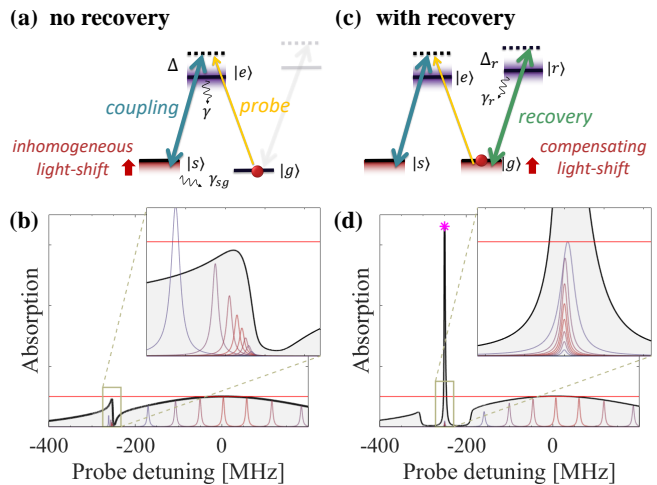 (a) no recovery
(c) with recovery
Δ
|e⟩
γ
coupling
probe
inhomogeneous
light-shift
|s⟩
γsg
|g⟩
|e⟩
Δr
|r⟩
γr
recovery
|s⟩
|g⟩
compensating
light-shift
(b)
(d)
Absorption
Absorption
-400 -200 0
-400 -200 0
Probe detuning [MHz]
Probe detuning [MHz]